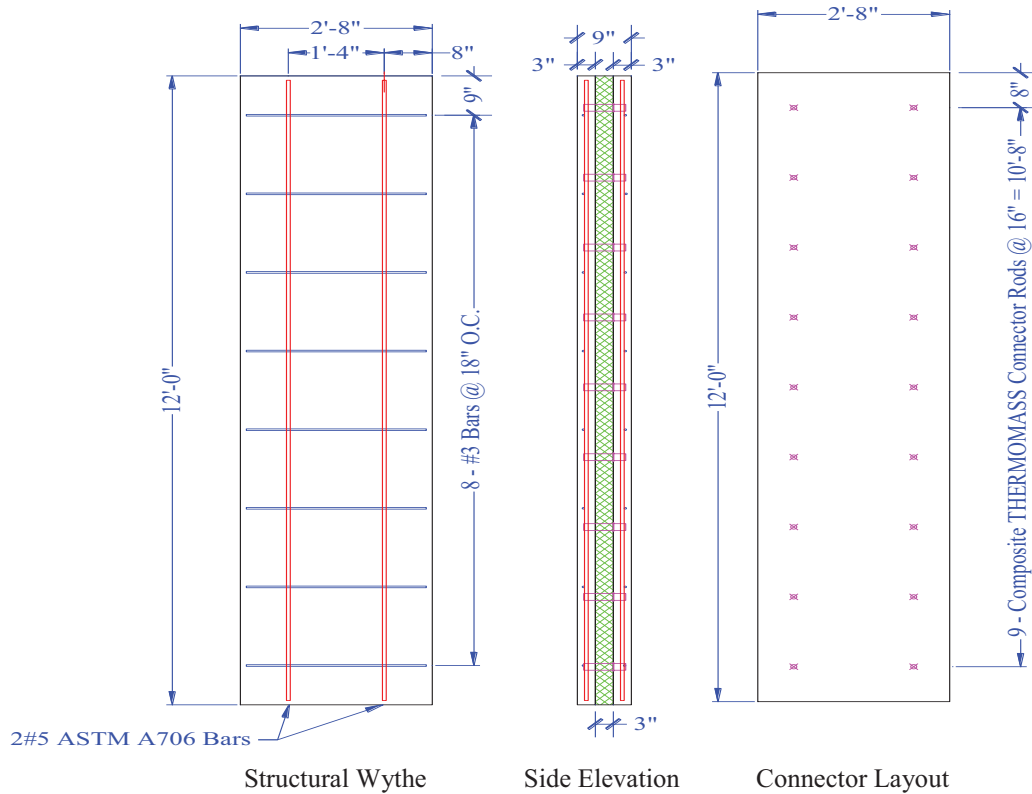 2'-8"
1'-4"
8"
9"
12'-0"
8 - #3 Bars @ 18" O.C.
2#5 ASTM A706 Bars
Structural Wythe
9"
3"
3"
3"
Side Elevation
2'-8"
8"
12'-0"
9 - Composite THERMOMASS Connector Rods @ 16" = 10'-8"
Connector Layout